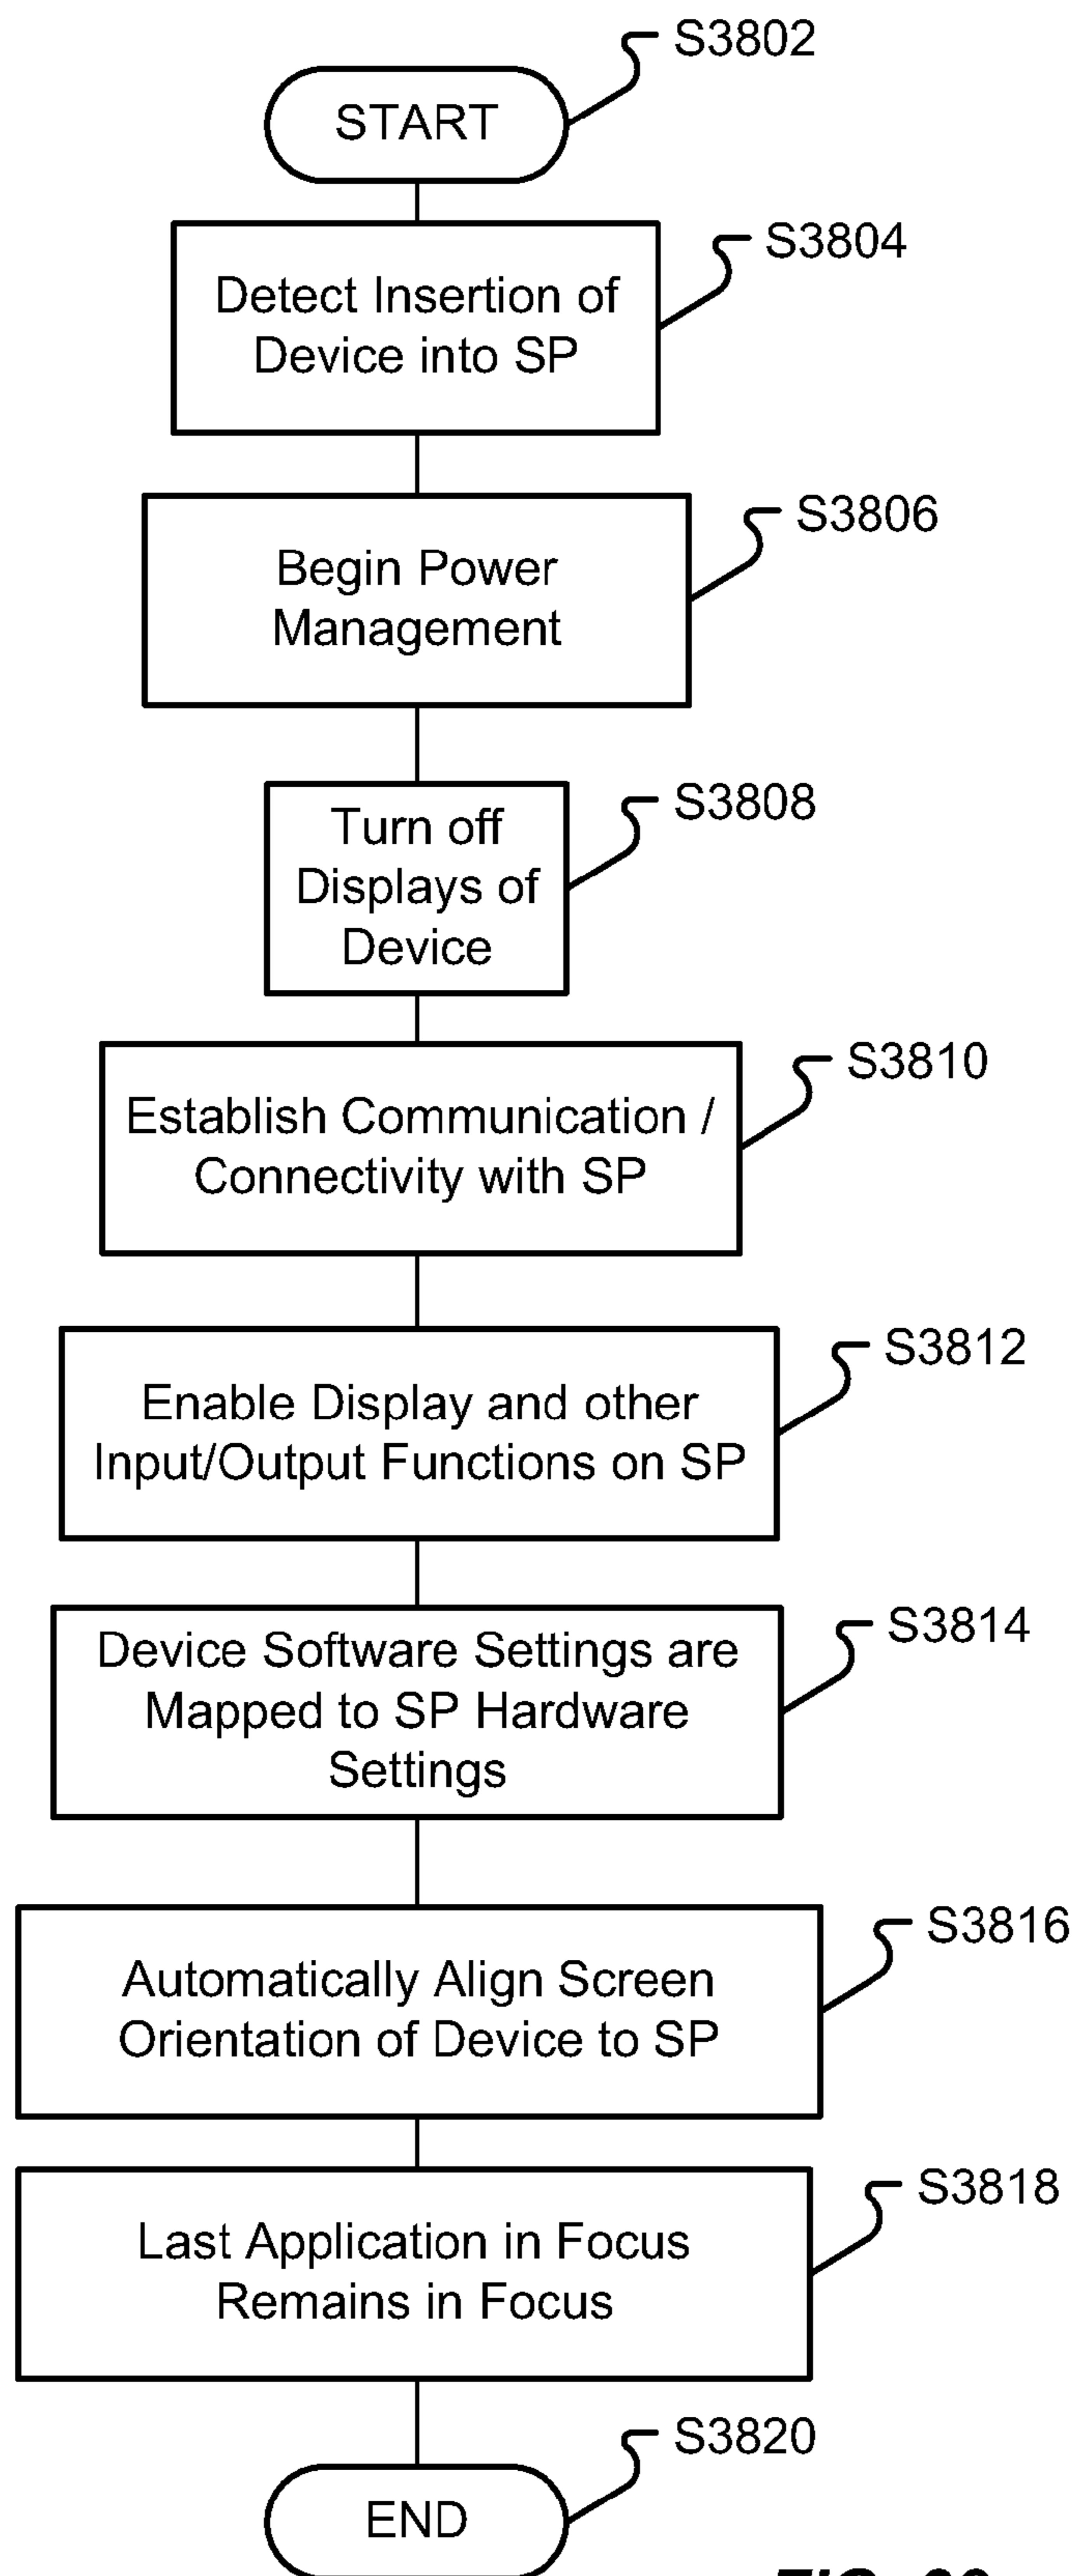 S3802
START
S3804
Detect Insertion of
Device into SP
S3806
Begin Power
Management
S3808
Turn off
Displays of
Device
S3810
Establish Communication /
Connectivity with SP
S3812
Enable Display and other
Input/Output Functions on SP
S3814
Device Software Settings are
Mapped to SP Hardware
Settings
S3816
Automatically Align Screen
Orientation of Device to SP
S3818
Last Application in Focus
Remains in Focus
S3820
END